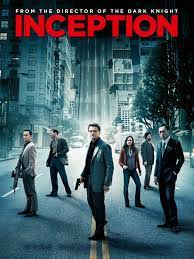 FROM THE DIRECTOR OF THE DARK KNIGHT
INCEPTION